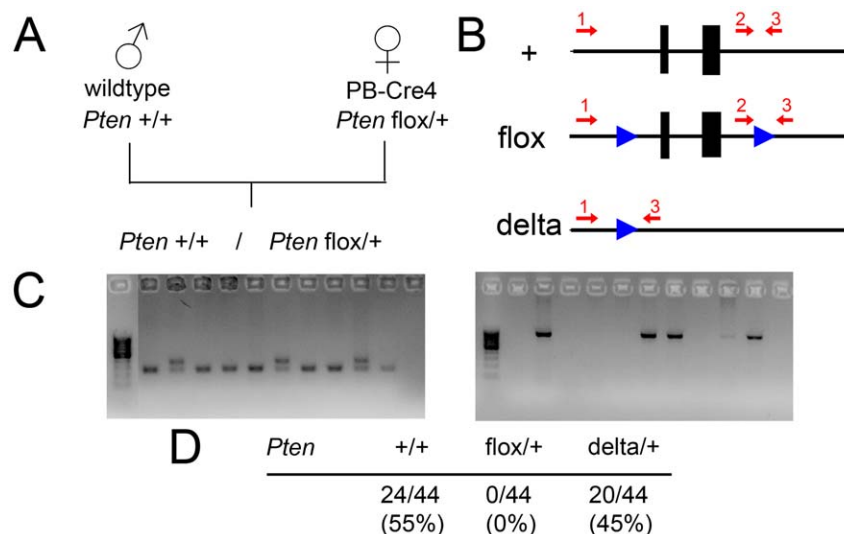 A
wildtype
Pten +/+
PB-Cre4
Pten flox/+
Pten +/+ / Pten flox/+
B
1 2 3
+
1 2 3
flox
1 3
delta
C
D
Pten +/+ flox/+ delta/+
24/44 0/44 20/44
(55%) (0%) (45%)